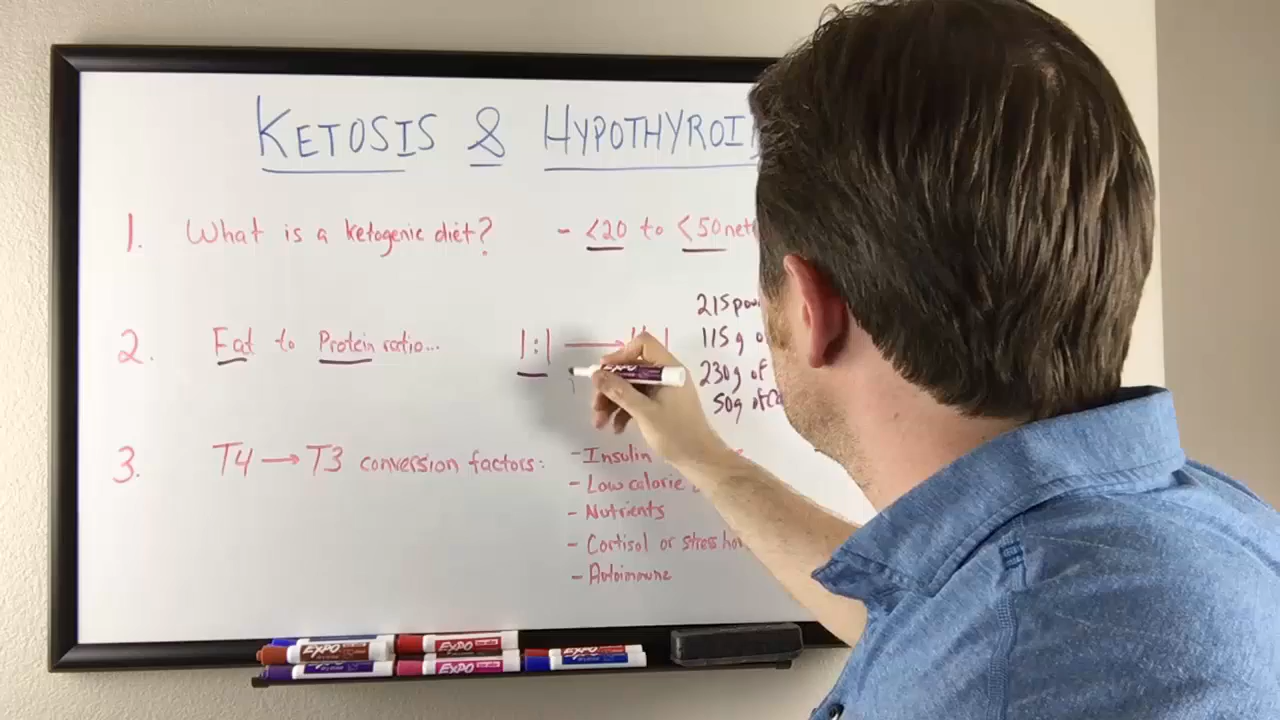 KETOSIS & HYPOTHYROI
1. What is a ketogenic diet? - <20 to <50 net
2. Fat to Protein ratio... 1:1
215 pou
115g o
230g of
50g of Ca
3. T4 → T3 conversion factors:
- Insulin
- Low calorie
- Nutrients
- Cortisol or stress ho
- Autoimmune
EXPO
EXPO EXPO
EXPO EXPO EXPO